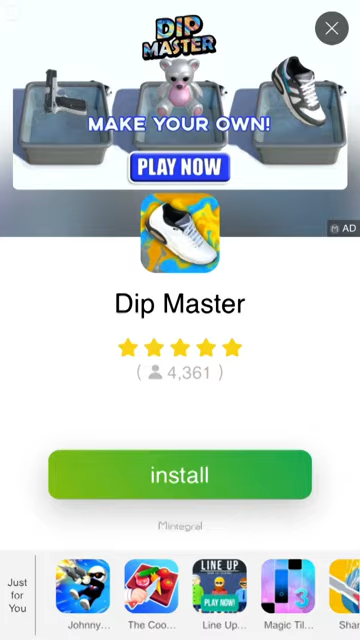 DIP
MASTER
MAKE YOUR OWN!
PLAY NOW
AD
Dip Master
( 4,361 )
install
Mintegral
Just
for
You
LINE UP
PLAY NOW!
3
Johnny...
The Coo...
Line Up...
Magic Til...
Shar